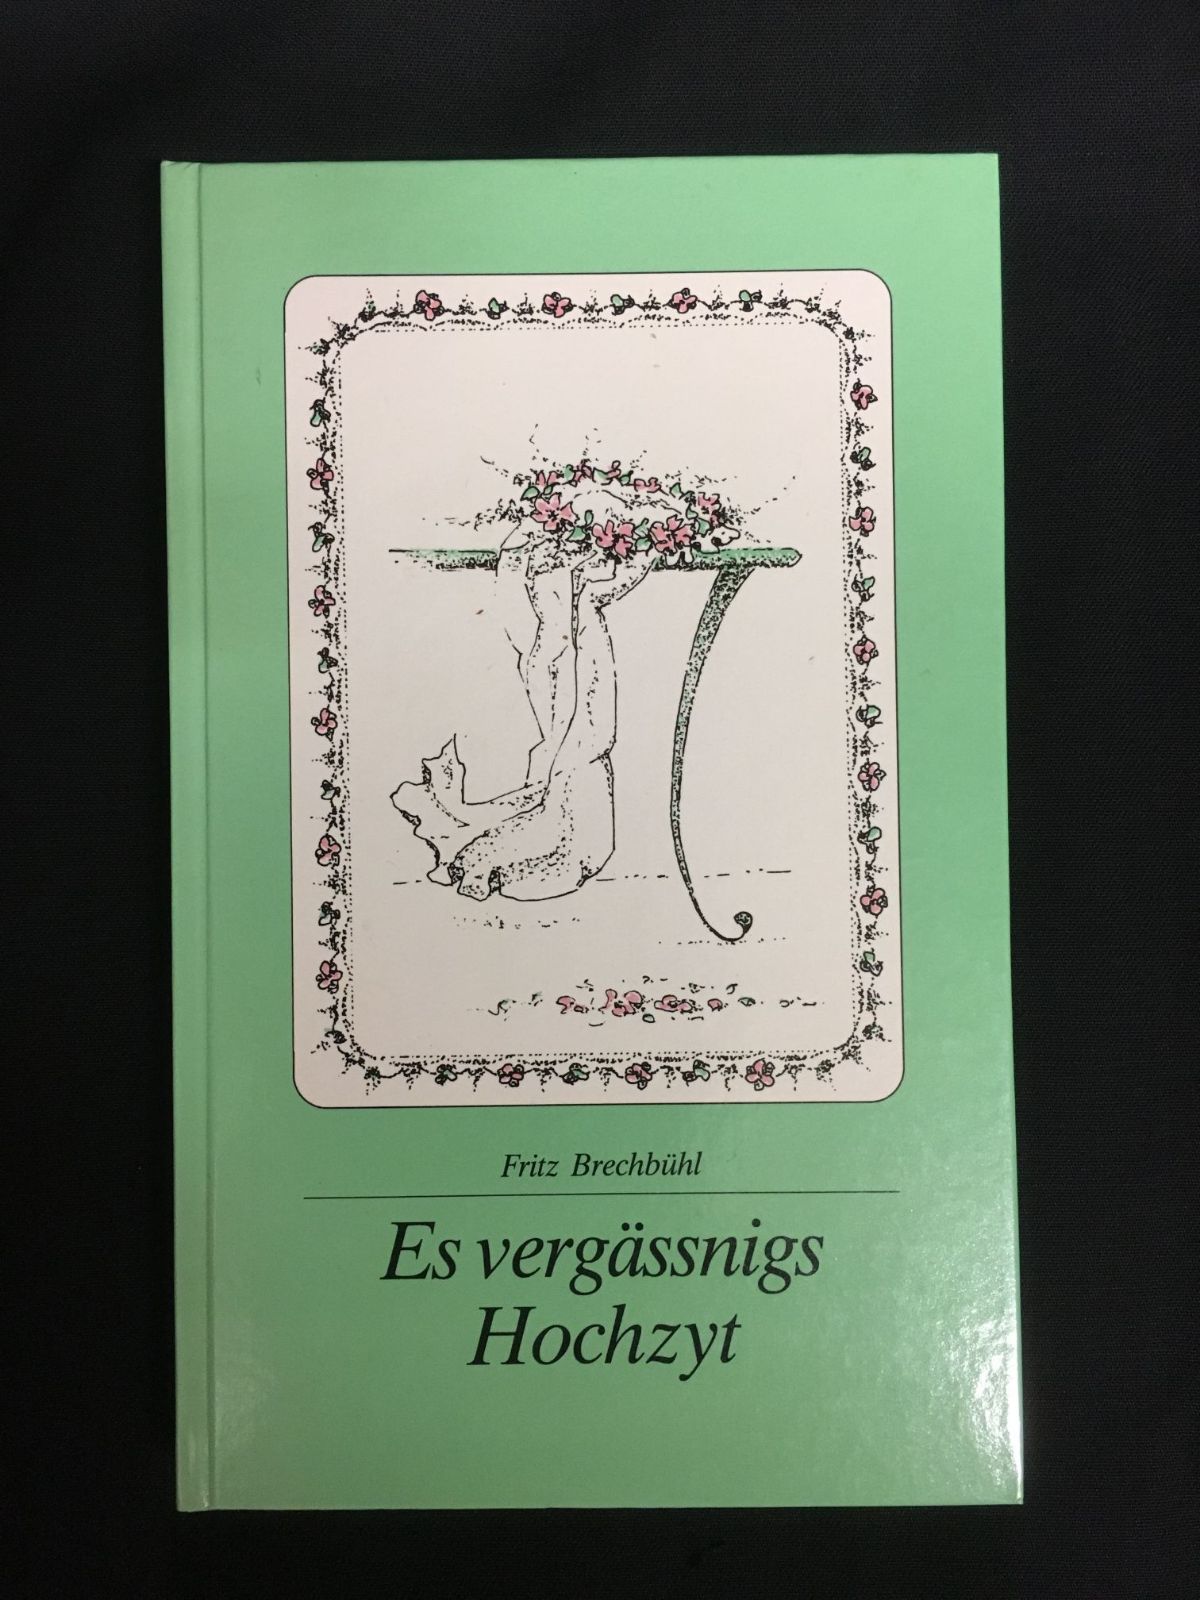 Fritz Brechbühl
Es vergässnigs
Hochzyt